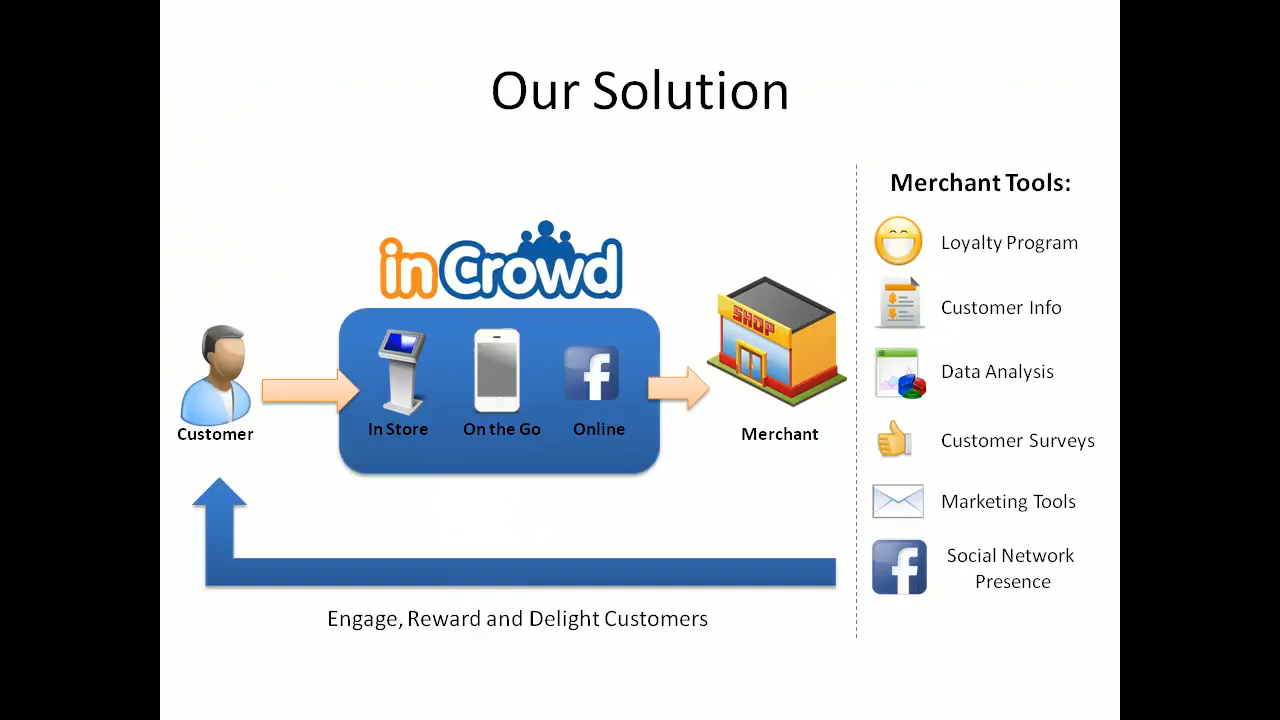 Our Solution
inCrowd
In Store
On the Go
Online
Customer
SHOP
Merchant
Engage, Reward and Delight Customers
Merchant Tools:
Loyalty Program
Customer Info
Data Analysis
Customer Surveys
Marketing Tools
Social Network
Presence